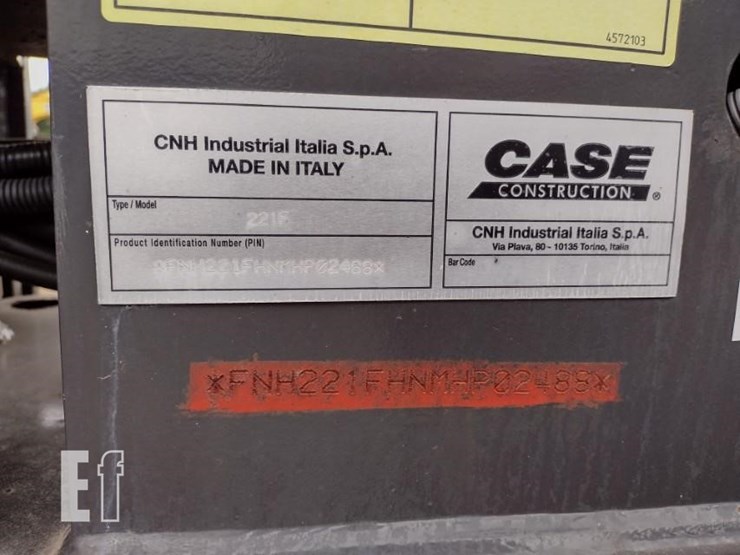 4572103
CNH Industrial Italia S.p.A.
MADE IN ITALY
Type / Model
221F
Product Identification Number (PIN)
CASE
CONSTRUCTION ®
CNH Industrial Italia S.p.A.
Via Plava, 80 - 10135 Torino, Italia
Bar Code
Ef